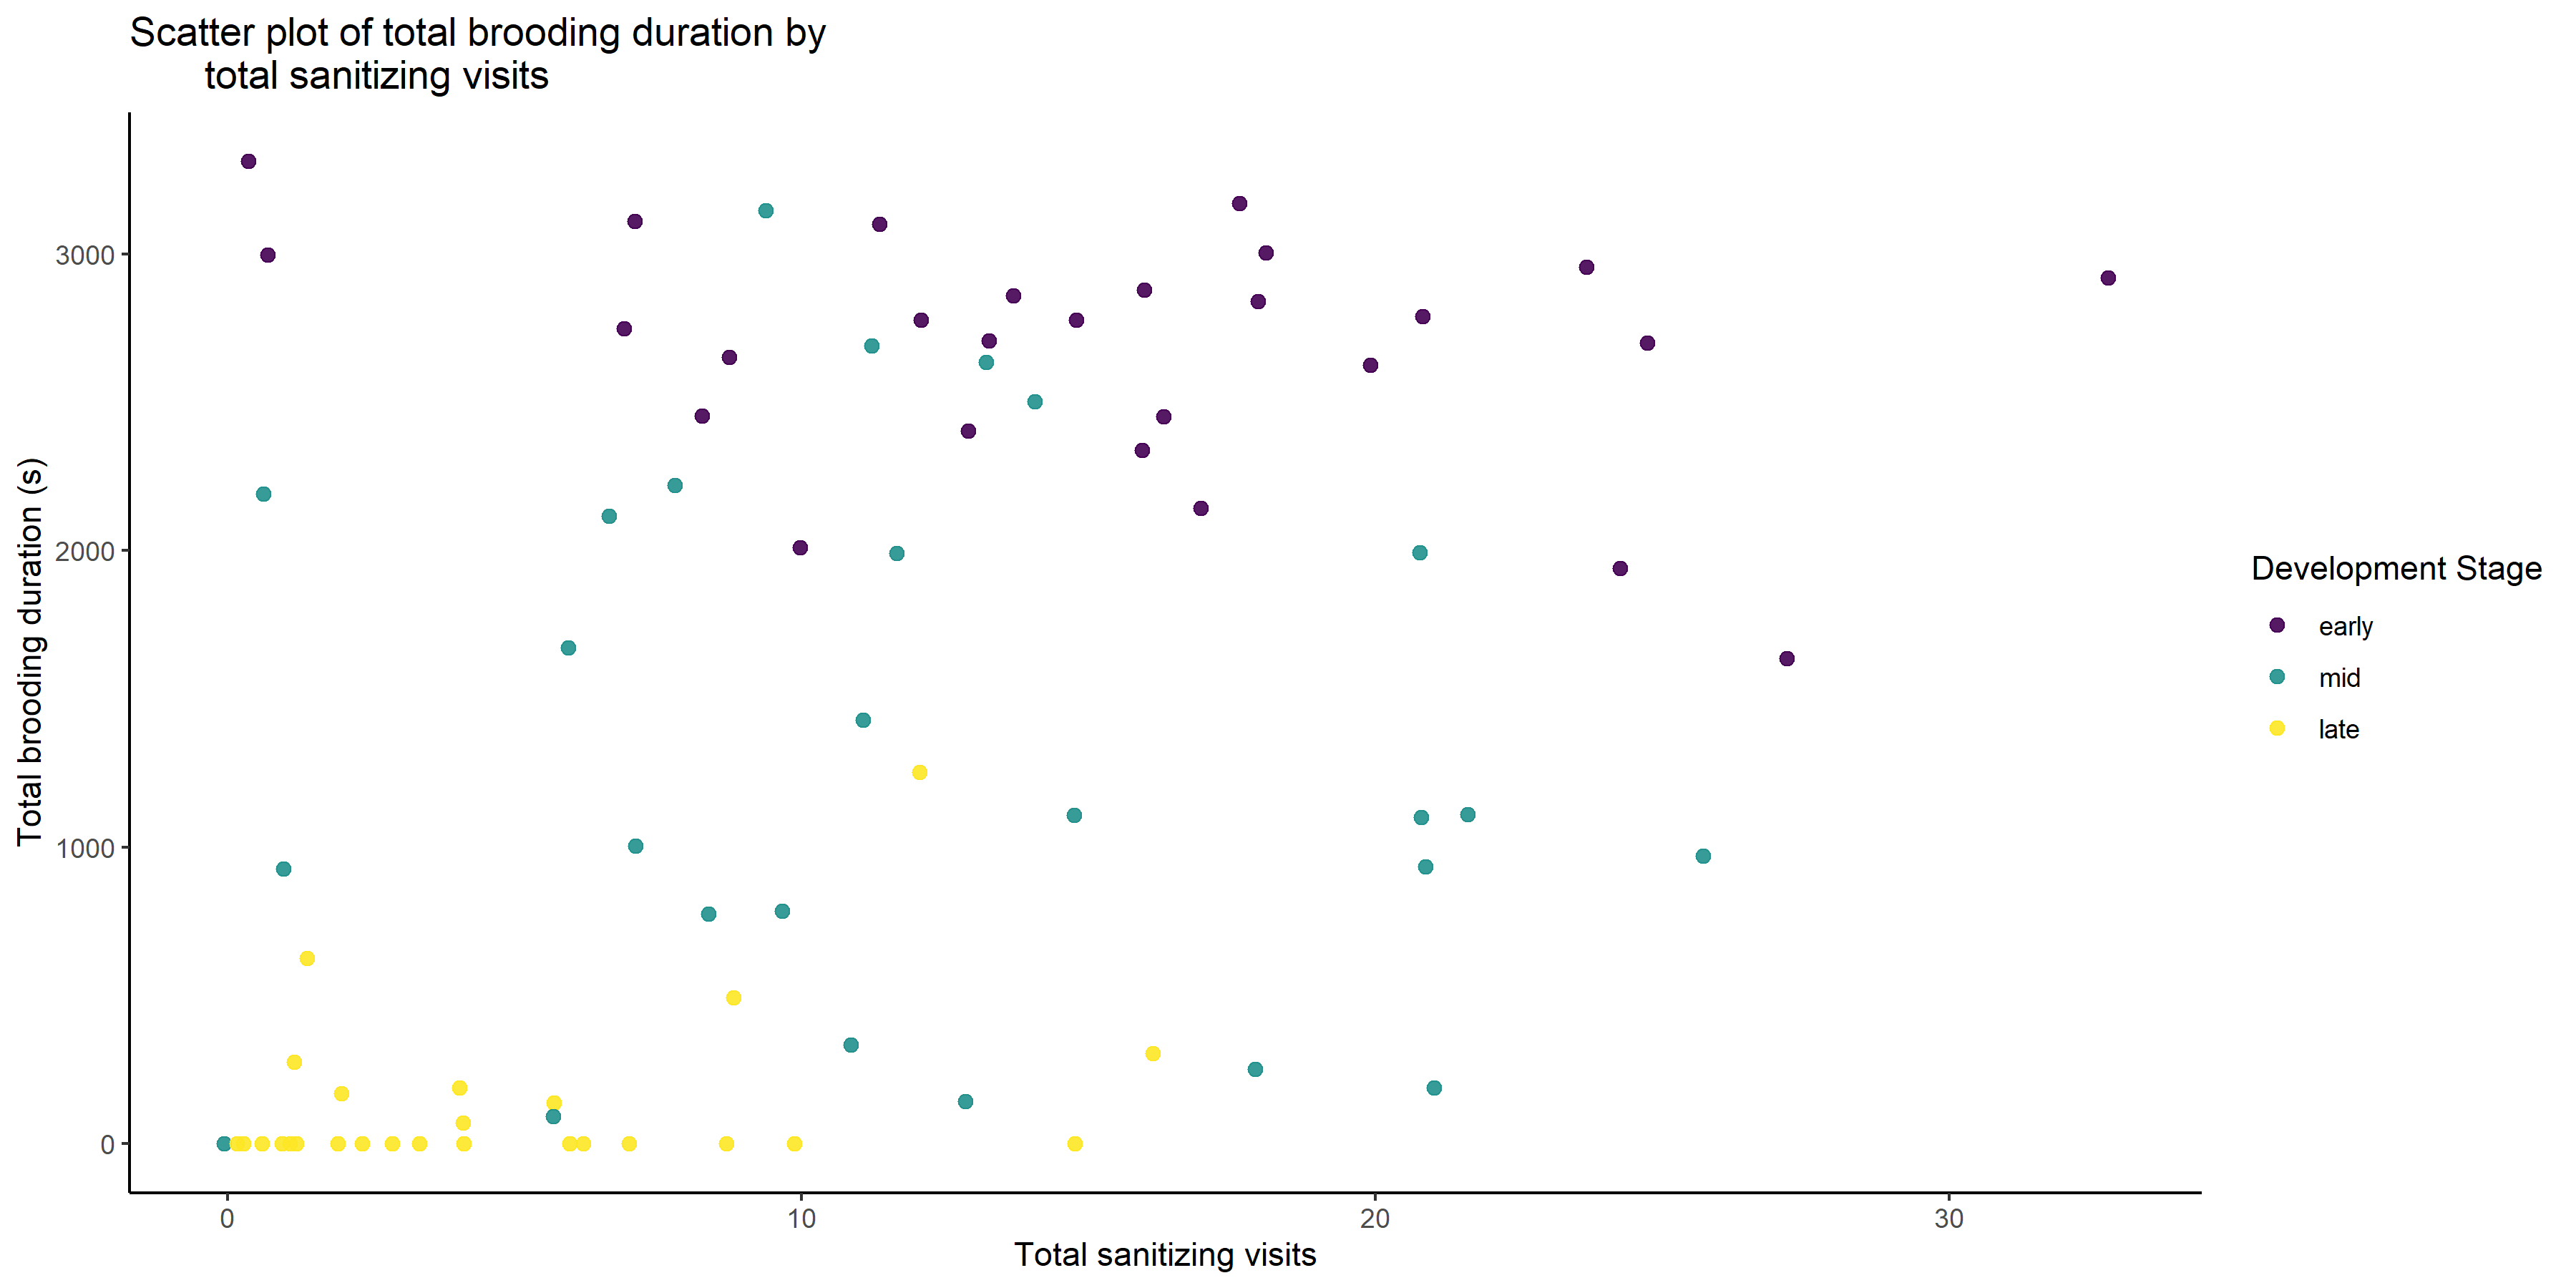 Scatter plot of total brooding duration by
total sanitizing visits
Total brooding duration (s)
3000
2000
1000
0
0 10 20 30
Total sanitizing visits
Development Stage
early
mid
late